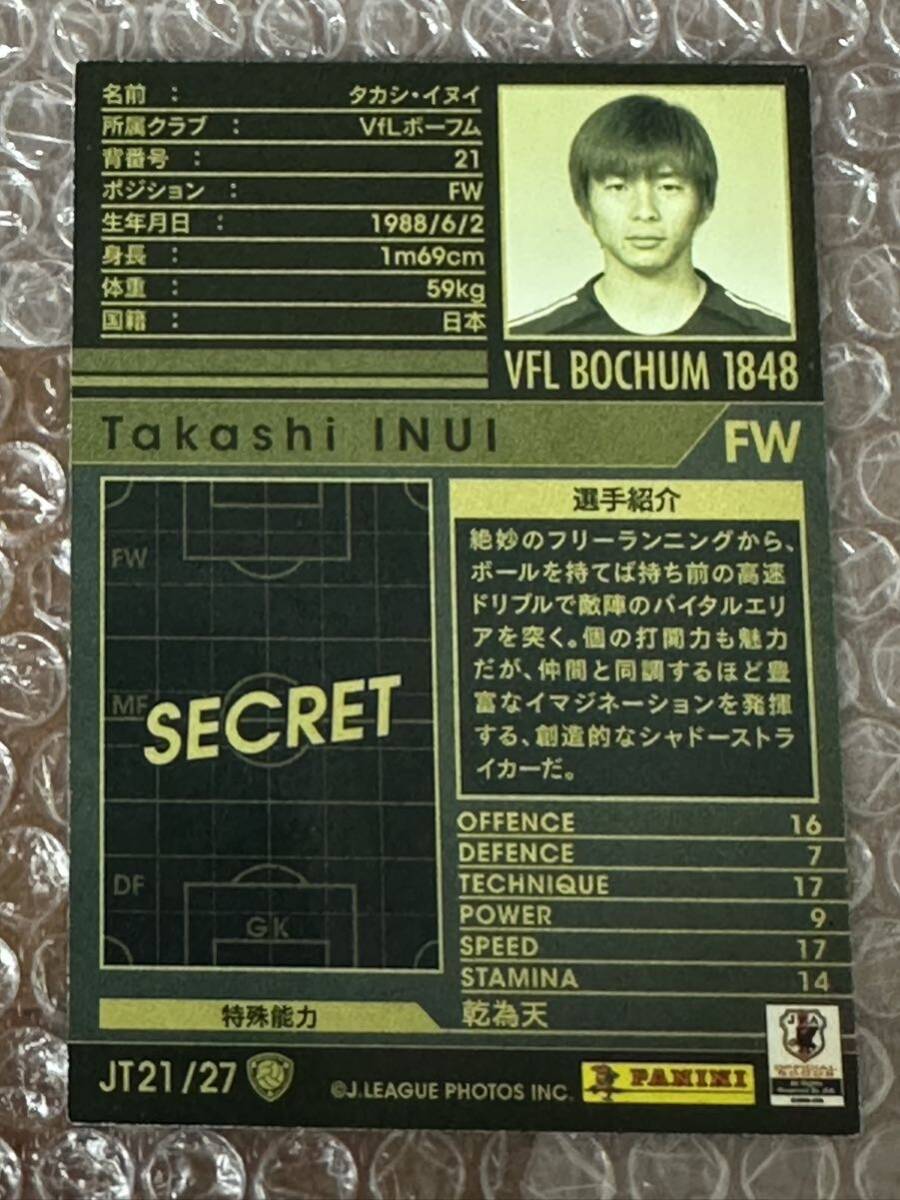 名前 : タカシ・イヌイ
所属クラブ : VfLボーフム
背番号 : 21
ポジション : FW
生年月日 : 1988/6/2
身長 : 1m69cm
体重 : 59kg
国籍 : 日本
VFL BOCHUM 1848
Takashi INUI
FW
FW
MF
SECRET
DF
GK
選手紹介
絶妙のフリーランニングから、
ボールを持てば持ち前の高速
ドリブルで敵陣のバイタルエリ
アを突く。個の打開力も魅力
だが、仲間と同調するほど豊
富なイマジネーションを発揮
する、創造的なシャドーストラ
イカーだ。
OFFENCE 16
DEFENCE 7
TECHNIQUE 17
POWER 9
SPEED 17
STAMINA 14
特殊能力 乾為天
JT21/27
©J.LEAGUE PHOTOS INC.
PANINI
JFA
OFFICIAL
GOODS